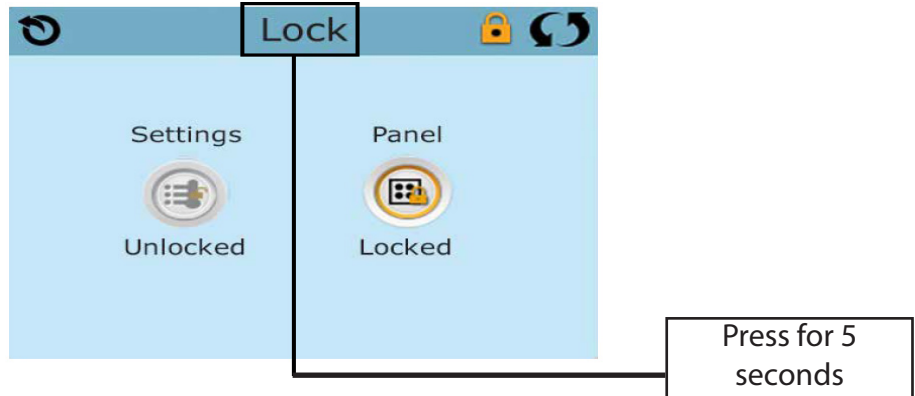 Lock
Settings
Panel
Unlocked
Locked
Press for 5
seconds